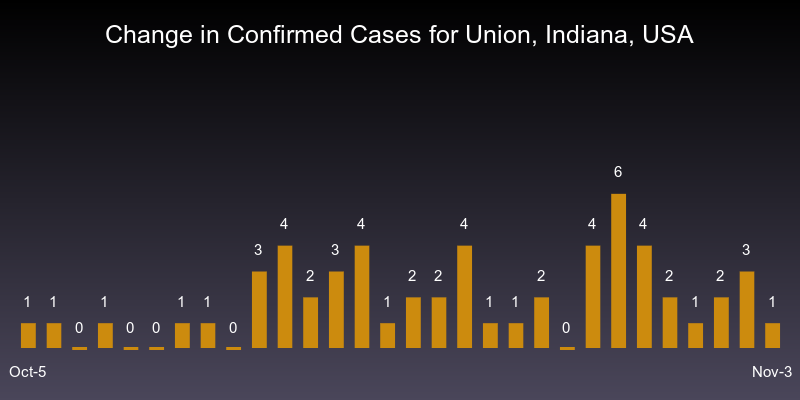 Change in Confirmed Cases for Union, Indiana, USA
6
4 4 4 4 4
3 3 3
2 2 2 2 2 2
1 1 1 1 1 1 1 1 1 1
0 0 0 0 0
Oct-5 Nov-3